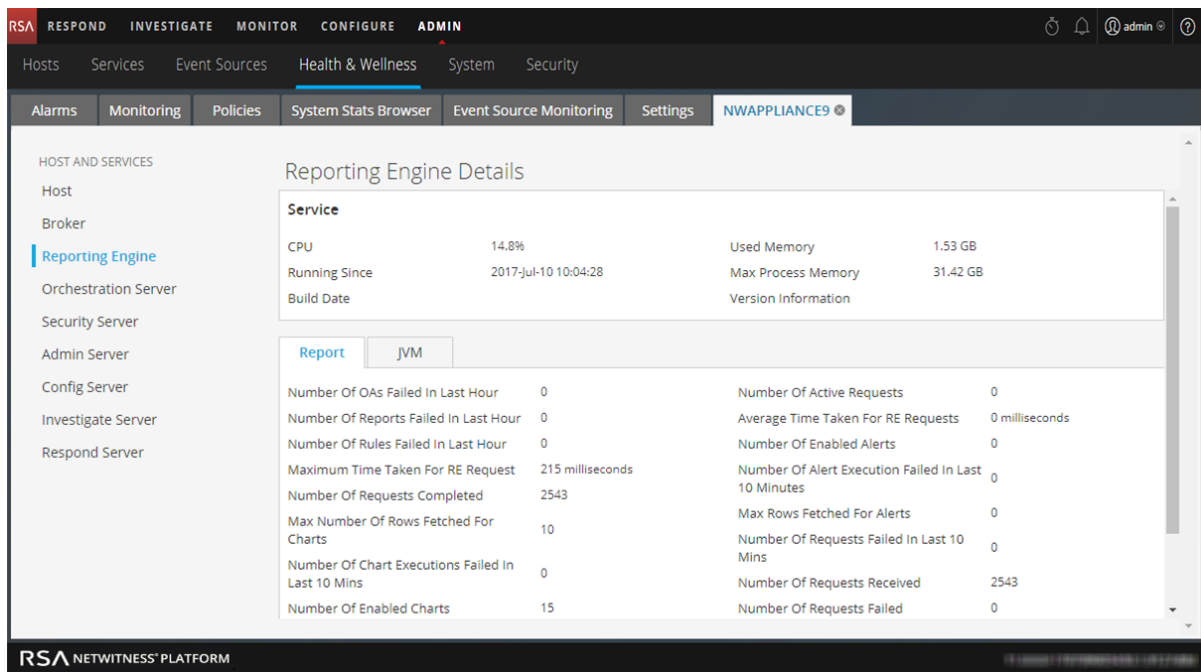 RSA RESPOND INVESTIGATE MONITOR CONFIGURE ADMIN admin ?
Hosts Services Event Sources Health & Wellness System Security
Alarms Monitoring Policies System Stats Browser Event Source Monitoring Settings NWAPPLIANCE9
HOST AND SERVICES
Host
Broker
Reporting Engine
Orchestration Server
Security Server
Admin Server
Config Server
Investigate Server
Respond Server
Reporting Engine Details
Service
CPU 14.8% Used Memory 1.53 GB
Running Since 2017-Jul-10 10:04:28 Max Process Memory 31.42 GB
Build Date Version Information
Report JVM
Number Of OAs Failed In Last Hour 0
Number Of Reports Failed In Last Hour 0
Number Of Rules Failed In Last Hour 0
Maximum Time Taken For RE Request 215 milliseconds
Number Of Requests Completed 2543
Max Number Of Rows Fetched For
Charts 10
Number Of Chart Executions Failed In
Last 10 Mins 0
Number Of Enabled Charts 15
Number Of Active Requests 0
Average Time Taken For RE Requests 0 milliseconds
Number Of Enabled Alerts 0
Number Of Alert Execution Failed In Last
10 Minutes 0
Max Rows Fetched For Alerts 0
Number Of Requests Failed In Last 10
Mins 0
Number Of Requests Received 2543
Number Of Requests Failed 0
RSA NETWITNESS® PLATFORM